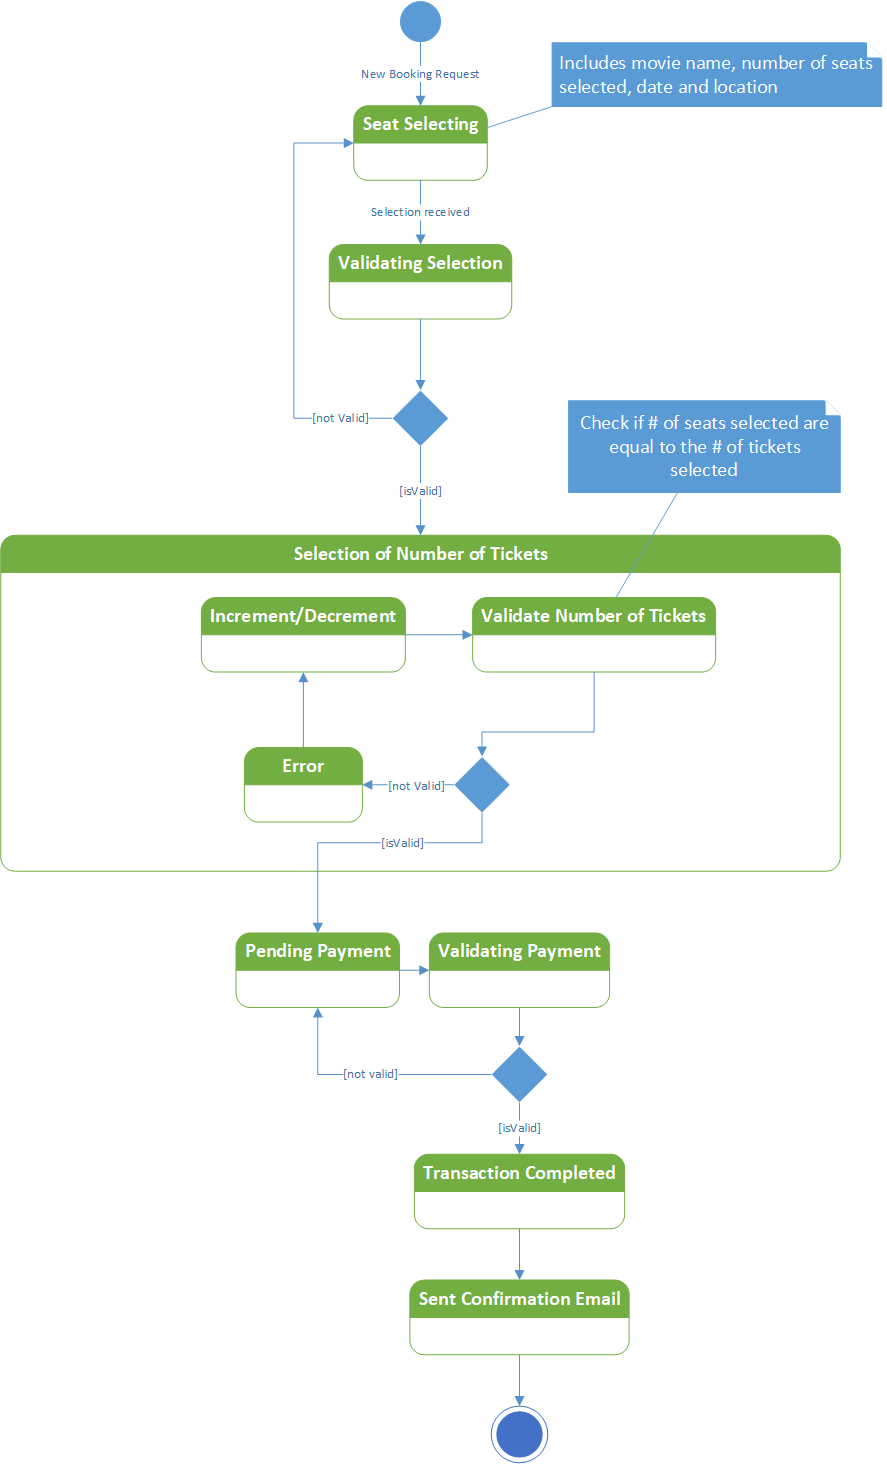 New Booking Request
Includes movie name, number of seats
selected, date and location
Seat Selecting
Selection received
Validating Selection
[not Valid]
Check if # of seats selected are
equal to the # of tickets
selected
[isValid]
Selection of Number of Tickets
Increment/Decrement
Validate Number of Tickets
Error
[not Valid]
[isValid]
Pending Payment
Validating Payment
[not valid]
[isValid]
Transaction Completed
Sent Confirmation Email